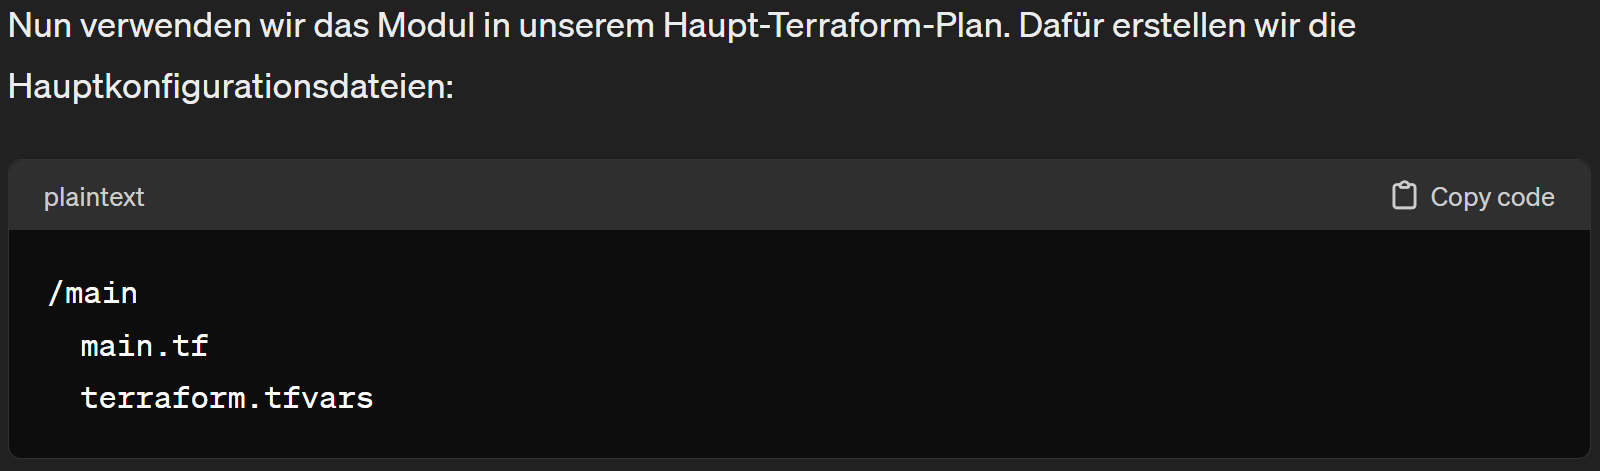 Nun verwenden wir das Modul in unserem Haupt-Terraform-Plan. Dafür erstellen wir die
Hauptkonfigurationsdateien:
plaintext
Copy code
/main
  main.tf
  terraform.tfvars